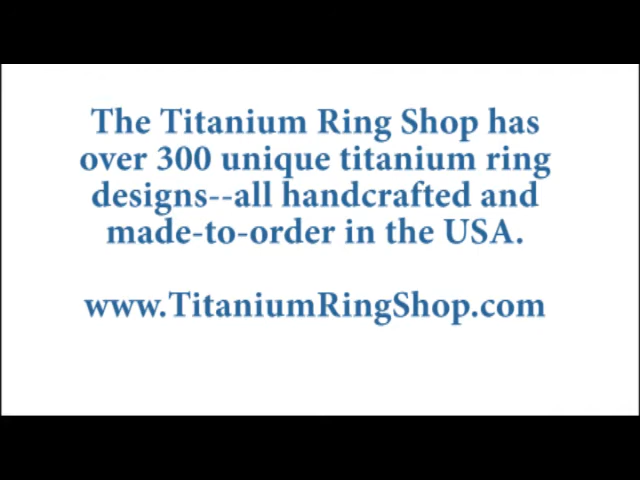 The Titanium Ring Shop has
over 300 unique titanium ring
designs--all handcrafted and
made-to-order in the USA.
www.TitaniumRingShop.com